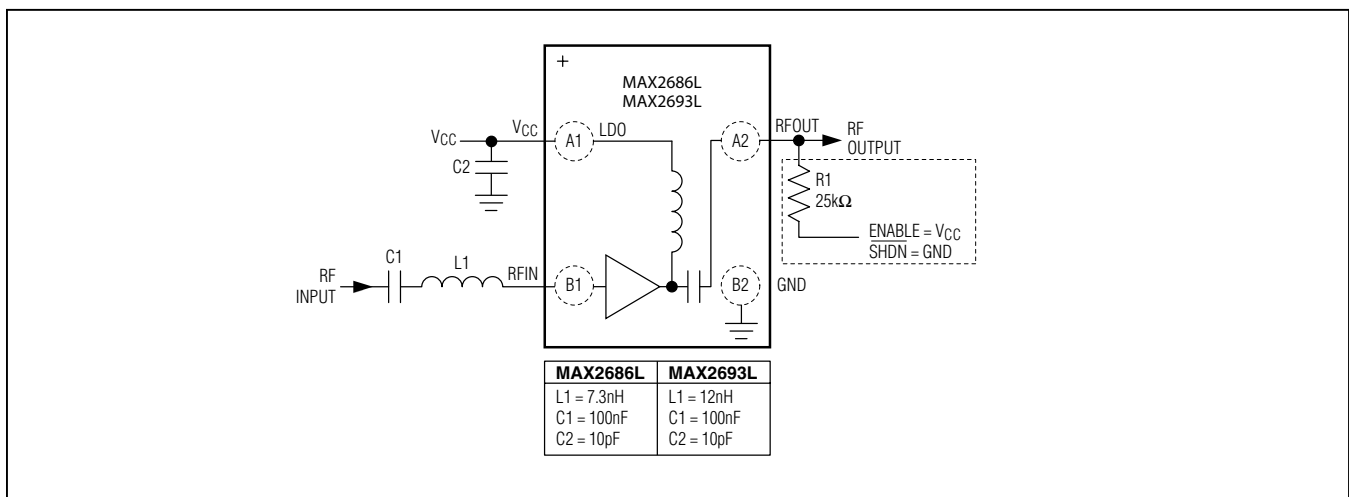 +
MAX2686L
MAX2693L
VCC
VCC
A1
LDO
A2
RFOUT
RF
OUTPUT
C2
R1
25kΩ
ENABLE = VCC
S̅H̅D̅N̅ = GND
C1
L1
RFIN
RF
INPUT
B1
B2
GND
MAX2686L MAX2693L
L1 = 7.3nH L1 = 12nH
C1 = 100nF C1 = 100nF
C2 = 10pF C2 = 10pF